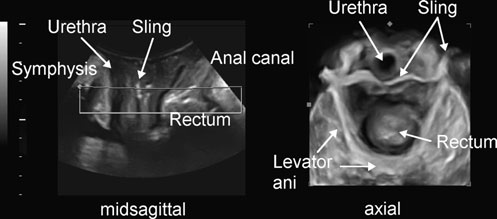 Urethra
Sling
Symphysis
Anal canal
Rectum
midsagittal
Urethra
Sling
Rectum
Levator
ani
axial